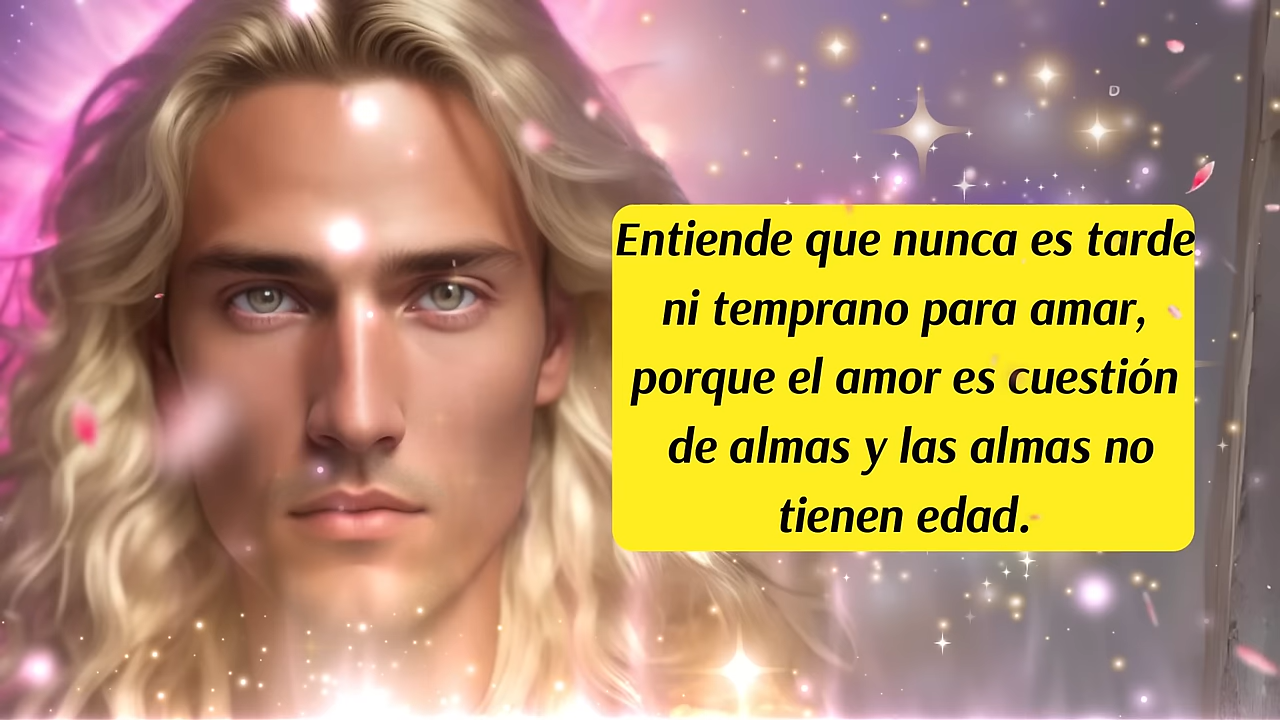 Entiende que nunca es tarde
ni temprano para amar,
porque el amor es cuestión
de almas y las almas no
tienen edad.